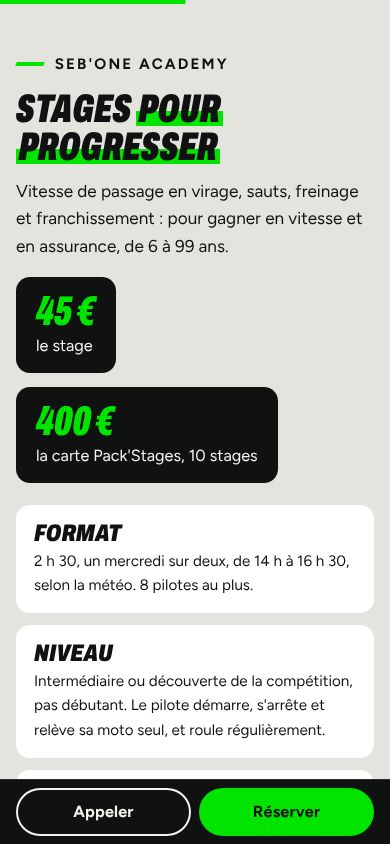 SEB'ONE ACADEMY
STAGES POUR
PROGRESSER
Vitesse de passage en virage, sauts, freinage
et franchissement : pour gagner en vitesse et
en assurance, de 6 à 99 ans.
45 €
le stage
400 €
la carte Pack'Stages, 10 stages
FORMAT
2 h 30, un mercredi sur deux, de 14 h à 16 h 30,
selon la météo. 8 pilotes au plus.
NIVEAU
Intermédiaire ou découverte de la compétition,
pas débutant. Le pilote démarre, s'arrête et
relève sa moto seul, et roule régulièrement.
Appeler
Réserver